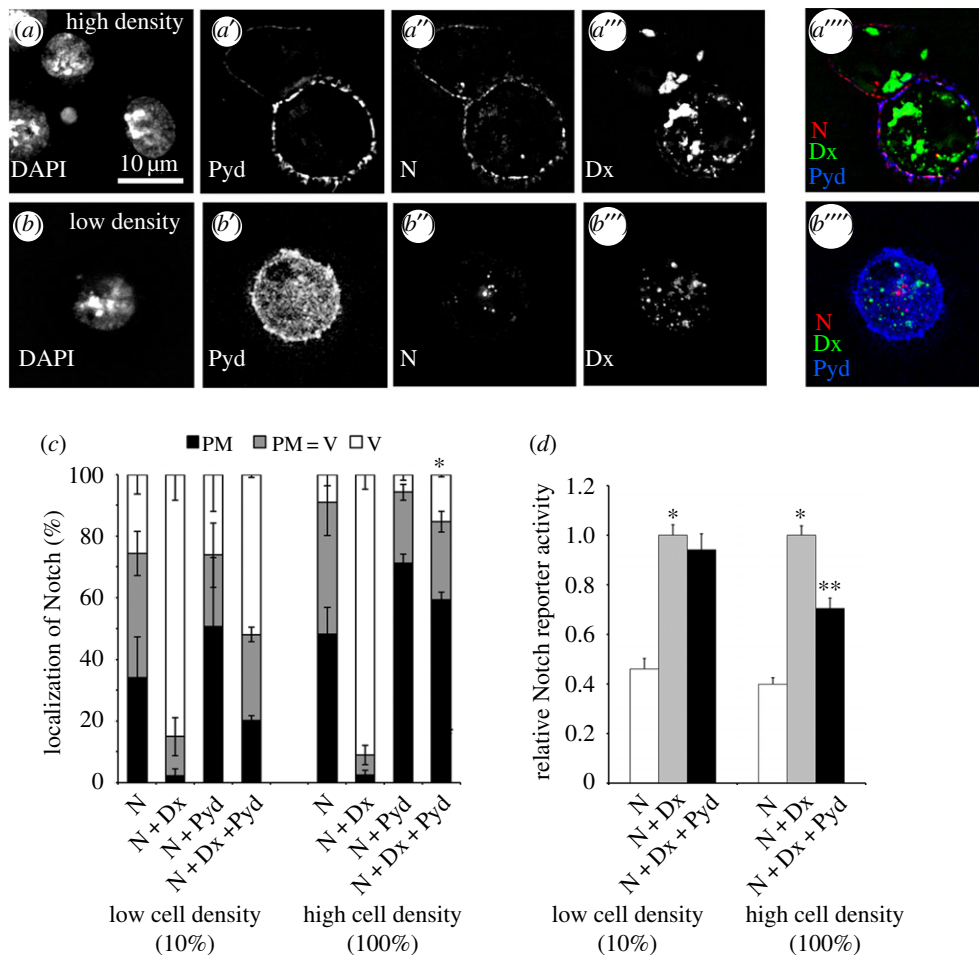 (a) high density
DAPI
10 µm
a′
Pyd
a″
N
a‴
Dx
a⁗
N
Dx
Pyd
(b) low density
DAPI
b′
Pyd
b″
N
b‴
Dx
b⁗
N
Dx
Pyd
(c)
PM PM = V V
*
localization of Notch (%)
100
80
60
40
20
0
N
N + Dx
N + Pyd
N + Dx +Pyd
N
N + Dx
N + Pyd
N + Dx + Pyd
low cell density
(10%)
high cell density
(100%)
(d)
relative Notch reporter activity
1.2
1.0
0.8
0.6
0.4
0.2
0
*
*
**
N
N + Dx
N + Dx + Pyd
N
N + Dx
N + Dx + Pyd
low cell density
(10%)
high cell density
(100%)